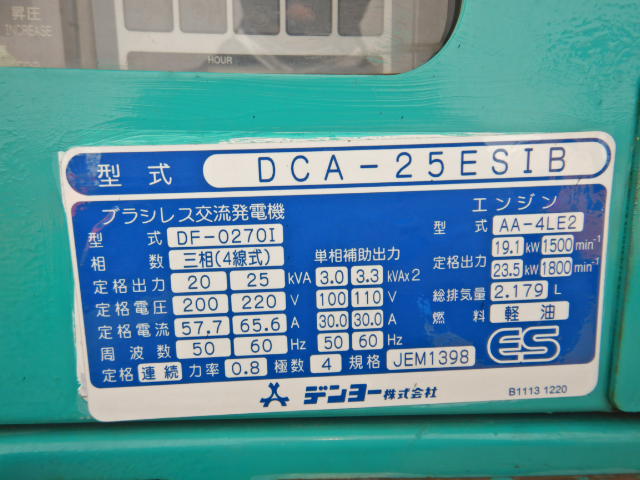 昇圧
INCREASE
HOUR
型式 DCA-25ESIB
ブラシレス交流発電機
型式 DF-0270I
相数 三相(4線式)
単相補助出力
定格出力 20 25 kVA 3.0 3.3 kVAx2
定格電圧 200 220 V 100 110 V
定格電流 57.7 65.6 A 30.0 30.0 A
周波数 50 60 Hz 50 60 Hz
定格 連続 力率 0.8 極数 4 規格 JEM1398
エンジン
型式 AA-4LE2
定格出力 19.1 kW 1500 min⁻¹
23.5 kW 1800 min⁻¹
総排気量 2.179 L
燃料 軽油
ES
デンヨー株式会社
B1113 1220